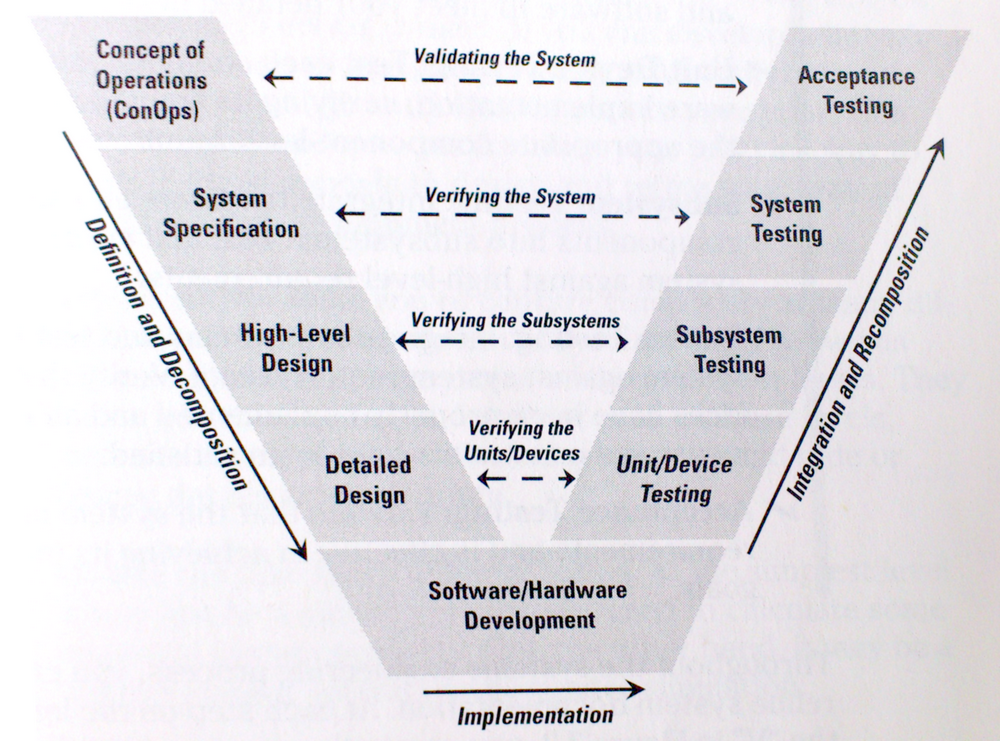 Concept of
Operations
(ConOps)
Validating the System
Acceptance
Testing
System
Specification
Verifying the System
System
Testing
High-Level
Design
Verifying the Subsystems
Subsystem
Testing
Detailed
Design
Verifying the
Units/Devices
Unit/Device
Testing
Software/Hardware
Development
Definition and Decomposition
Integration and Recomposition
Implementation